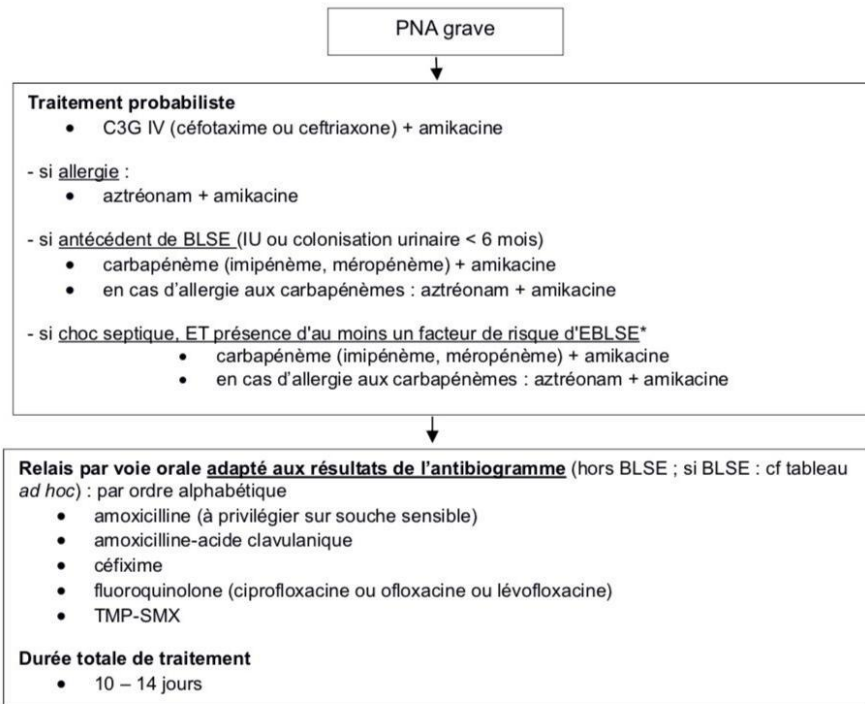 PNA grave
Traitement probabiliste
• C3G IV (céfotaxime ou ceftriaxone) + amikacine
- si allergie :
• aztréonam + amikacine
- si antécédent de BLSE (IU ou colonisation urinaire < 6 mois)
• carbapénème (imipénème, méropénème) + amikacine
• en cas d'allergie aux carbapénèmes : aztréonam + amikacine
- si choc septique, ET présence d'au moins un facteur de risque d'EBLSE*
• carbapénème (imipénème, méropénème) + amikacine
• en cas d'allergie aux carbapénèmes : aztréonam + amikacine
Relais par voie orale adapté aux résultats de l'antibiogramme (hors BLSE ; si BLSE : cf tableau
ad hoc) : par ordre alphabétique
• amoxicilline (à privilégier sur souche sensible)
• amoxicilline-acide clavulanique
• céfixime
• fluoroquinolone (ciprofloxacine ou ofloxacine ou lévofloxacine)
• TMP-SMX
Durée totale de traitement
• 10 – 14 jours